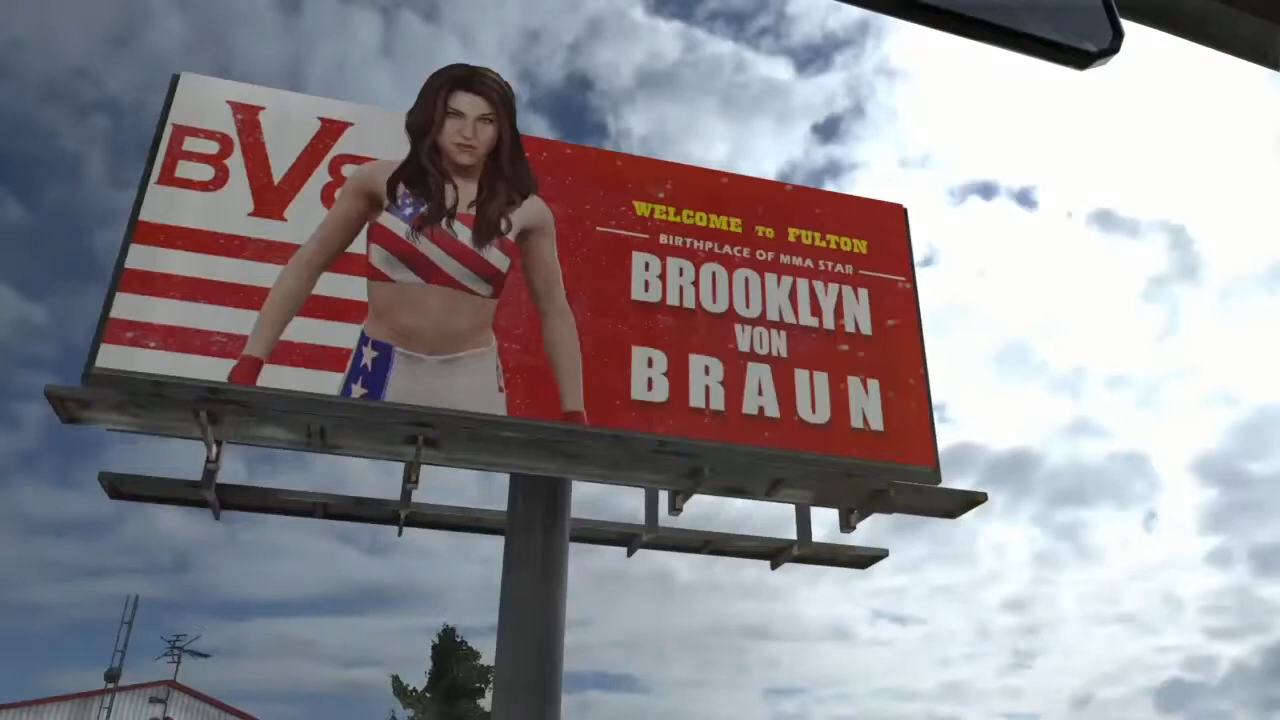 BVB
WELCOME TO FULTON
BIRTHPLACE OF MMA STAR
BROOKLYN
VON
BRAUN